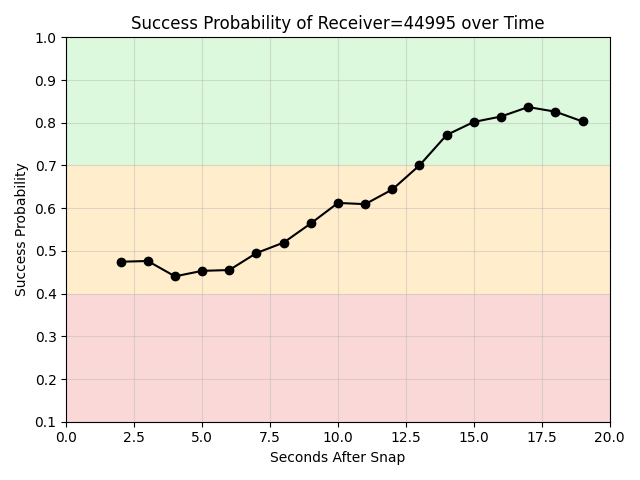 Success Probability of Receiver=44995 over Time
1.0
0.9
0.8
0.7
0.6
0.5
0.4
0.3
0.2
0.1
Success Probability
0.0 2.5 5.0 7.5 10.0 12.5 15.0 17.5 20.0
Seconds After Snap